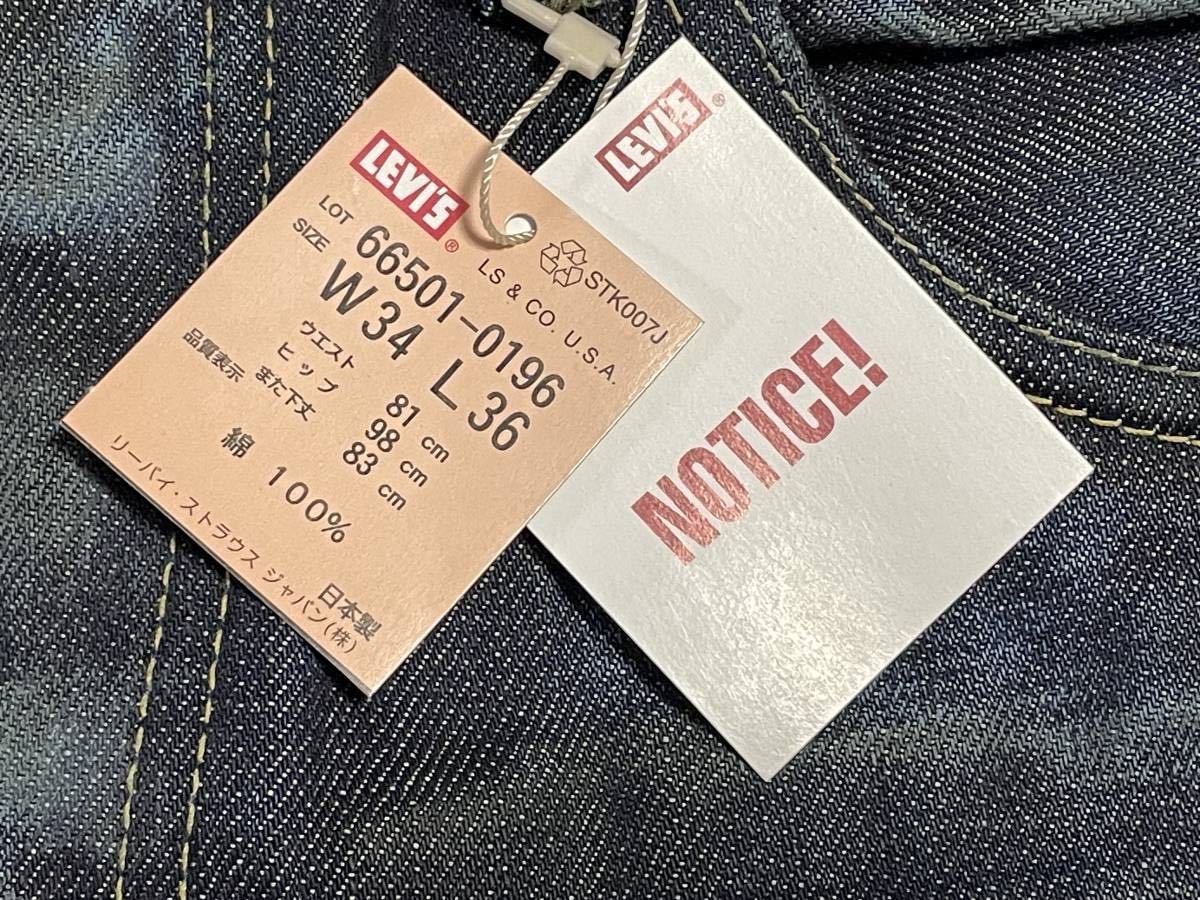 LEVI'S®
LOT 66501-0196
SIZE W34 L36
ウエスト 81 cm
ヒップ 98 cm
また下丈 83 cm
品質表示
綿 100%
日本製
リーバイ・ストラウス ジャパン(株)
LS & CO. U.S.A.
STK007J
LEVI'S®
NOTICE!